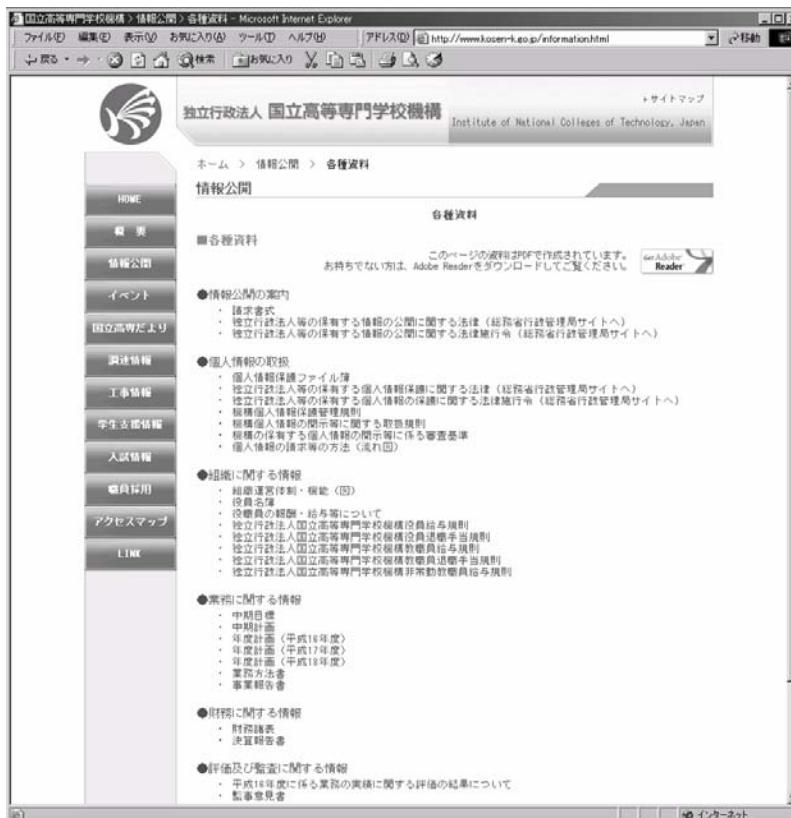 国立高等専門学校機構 > 情報公開 > 各種資料 - Microsoft Internet Explorer
ファイル(F) 編集(E) 表示(V) お気に入り(A) ツール(T) ヘルプ(H) アドレス(D) http://www.kosen-k.go.jp/information.html 移動
戻る 検索 お気に入り
サイトマップ
独立行政法人 国立高等専門学校機構
Institute of National Colleges of Technology, Japan
ホーム > 情報公開 > 各種資料
情報公開
HOME
概 要
情報公開
イベント
国立高専だより
調達情報
工事情報
学生支援情報
入試情報
職員採用
アクセスマップ
LINK
各種資料
■各種資料
このページの資料はPDFで作成されています。
お持ちでない方は、Adobe Readerをダウンロードしてご覧ください。
Get Adobe
Reader
●情報公開の案内
・ 請求書式
・ 独立行政法人等の保有する情報の公開に関する法律（総務省行政管理局サイトへ）
・ 独立行政法人等の保有する情報の公開に関する法律施行令（総務省行政管理局サイトへ）
●個人情報の取扱
・ 個人情報保護ファイル簿
・ 独立行政法人等の保有する個人情報保護に関する法律（総務省行政管理局サイトへ）
・ 独立行政法人等の保有する個人情報の保護に関する法律施行令（総務省行政管理局サイトへ）
・ 機構個人情報保護管理規則
・ 機構個人情報の開示等に関する取扱規則
・ 機構の保有する個人情報の開示等に係る審査基準
・ 個人情報の請求等の方法（流れ図）
●組織に関する情報
・ 組織運営体制・機能（図）
・ 役員名簿
・ 役職員の報酬・給与等について
・ 独立行政法人国立高等専門学校機構役員給与規則
・ 独立行政法人国立高等専門学校機構役員退職手当規則
・ 独立行政法人国立高等専門学校機構教職員給与規則
・ 独立行政法人国立高等専門学校機構教職員退職手当規則
・ 独立行政法人国立高等専門学校機構非常勤教職員給与規則
●業務に関する情報
・ 中期目標
・ 中期計画
・ 年度計画（平成16年度）
・ 年度計画（平成17年度）
・ 年度計画（平成18年度）
・ 業務方法書
・ 事業報告書
●財務に関する情報
・ 財務諸表
・ 決算報告書
●評価及び監査に関する情報
・ 平成16年度に係る業務の実績に関する評価の結果について
・ 監事意見書
インターネット